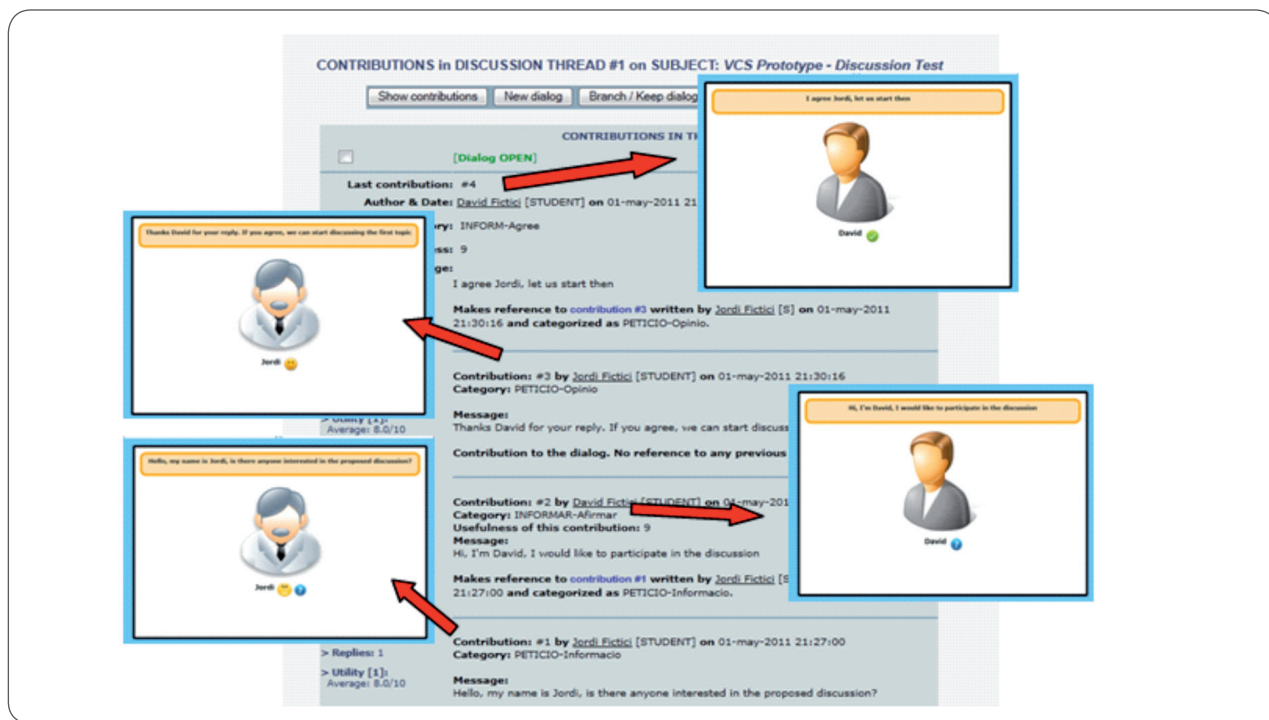 CONTRIBUTIONS in DISCUSSION THREAD #1 on SUBJECT: VCS Prototype - Discussion Test
Show contributions New dialog Branch / Keep dialog
CONTRIBUTIONS IN
[Dialog OPEN]
Last contribution: #4
Author & Date: David Fictici [STUDENT] on 01-may-2011 21
ry: INFORM-Agree
ess: 9
ge:
I agree Jordi, let us start then
Makes reference to contribution #3 written by Jordi Fictici [S] on 01-may-2011
21:30:16 and categorized as PETICIO-Opinio.
I agree Jordi, let us start then
David
Thanks David for your reply. If you agree, we can start discussing the first topic
Jordi
Contribution: #3 by Jordi Fictici [STUDENT] on 01-may-2011 21:30:16
Category: PETICIO-Opinio
Message:
Thanks David for your reply. If you agree, we can start discuss
Contribution to the dialog. No reference to any previous
> Utility [1]:
Average: 8.0/10
Hi, I'm David, I would like to participate in the discussion
David
Hello, my name is Jordi, is there anyone interested in the proposed discussion?
Jordi
Contribution: #2 by David Fictici [STUDENT] on 01-may-201
Category: INFORMAR-Afirmar
Usefulness of this contribution: 9
Message:
Hi, I'm David, I would like to participate in the discussion
Makes reference to contribution #1 written by Jordi Fictici [S
21:27:00 and categorized as PETICIO-Informacio.
Contribution: #1 by Jordi Fictici [STUDENT] on 01-may-2011 21:27:00
Category: PETICIO-Informacio
> Replies: 1
> Utility [1]:
Average: 8.0/10
Message:
Hello, my name is Jordi, is there anyone interested in the proposed discussion?